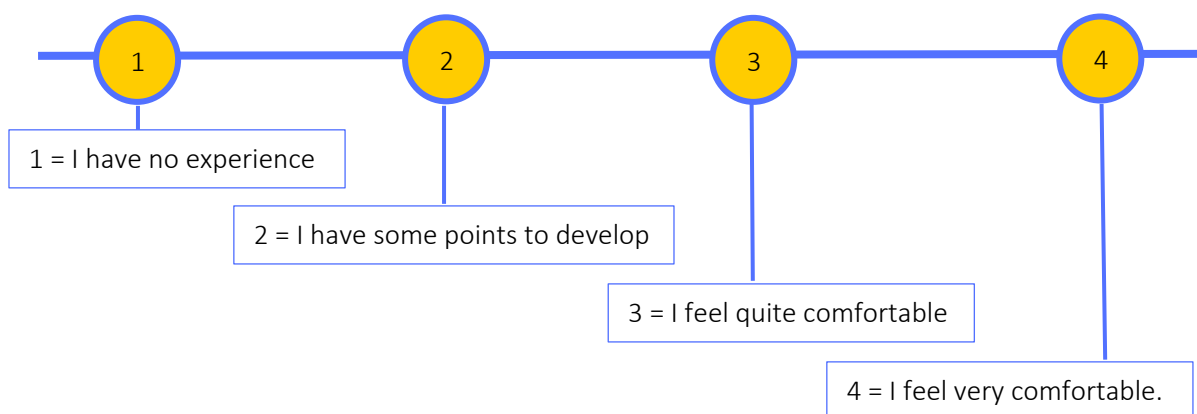 1
2
3
4
1 = I have no experience
2 = I have some points to develop
3 = I feel quite comfortable
4 = I feel very comfortable.